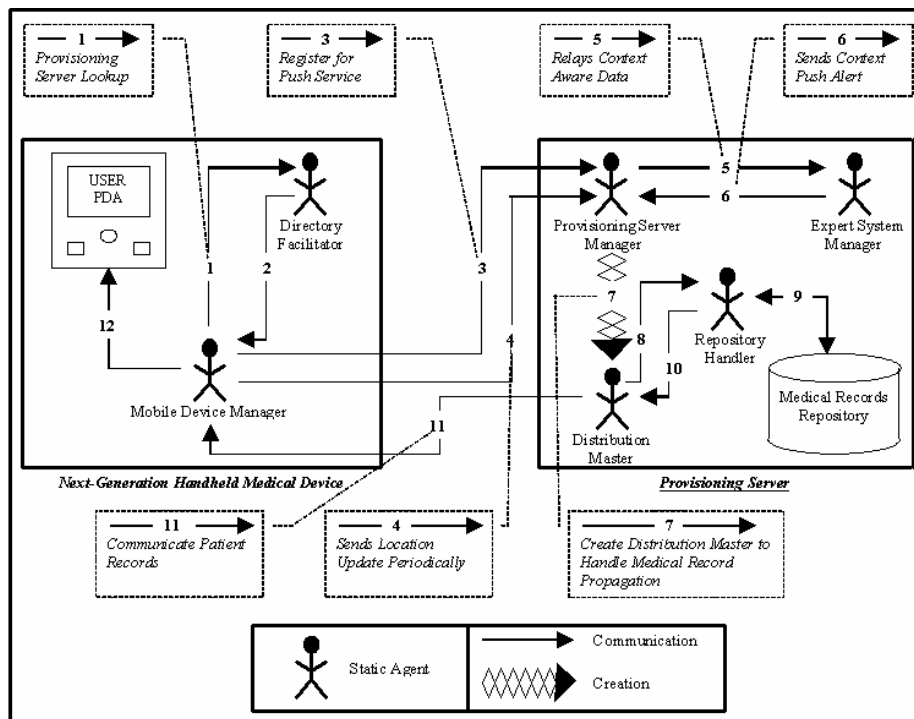 1
Provisioning
Server Lookup
3
Register for
Push Service
5
Relays Context
Aware Data
6
Sends Context
Push Alert
USER
PDA
Directory
Facilitator
1
2
12
Mobile Device Manager
Next-Generation Handheld Medical Device
3
4
11
5
6
Provisioning Server
Manager
Expert System
Manager
7
8
9
10
Repository
Handler
Distribution
Master
Medical Records
Repository
Provisioning Server
11
Communicate Patient
Records
4
Sends Location
Update Periodically
7
Create Distribution Master to
Handle Medical Record
Propagation
Static Agent
Communication
Creation